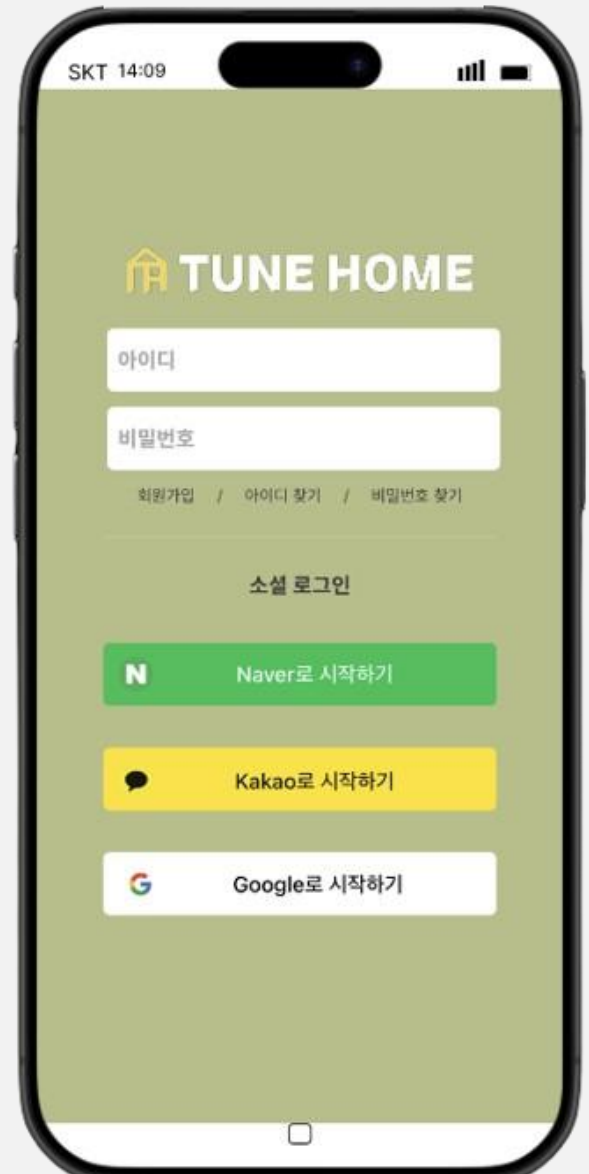 SKT 14:09
TUNE HOME
아이디
비밀번호
회원가입 / 아이디 찾기 / 비밀번호 찾기
소셜 로그인
N Naver로 시작하기
Kakao로 시작하기
G Google로 시작하기